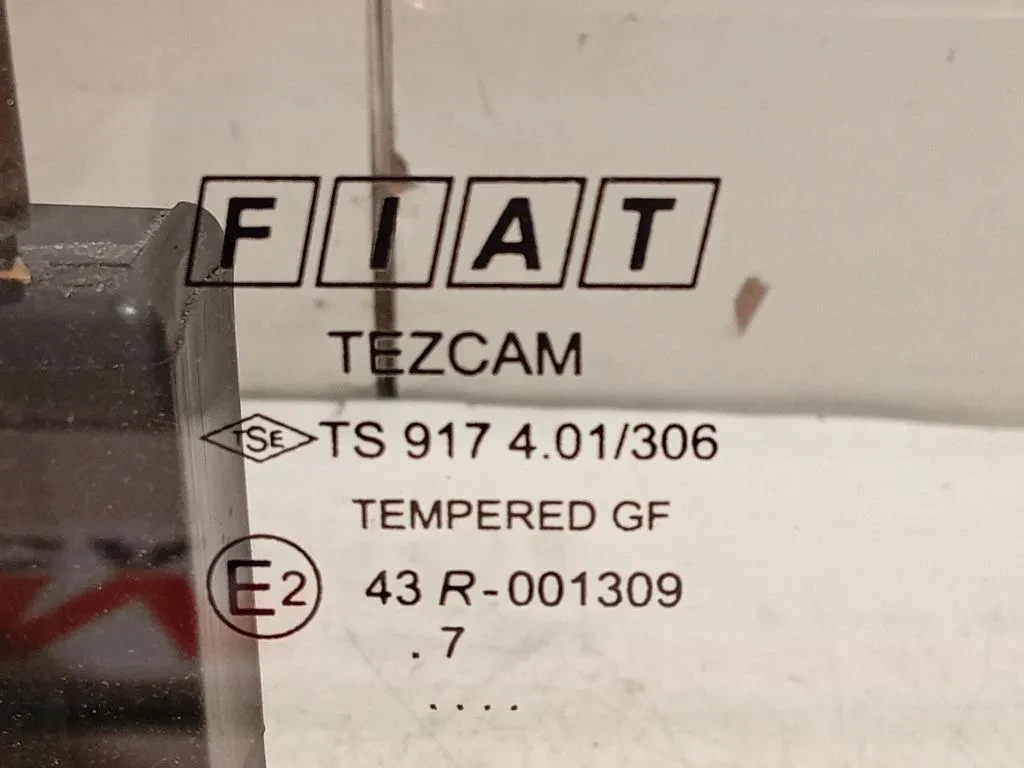 FIAT
TEZCAM
TSE TS 917 4.01/306
TEMPERED GF
E2 43 R-001309
. 7
. . . .